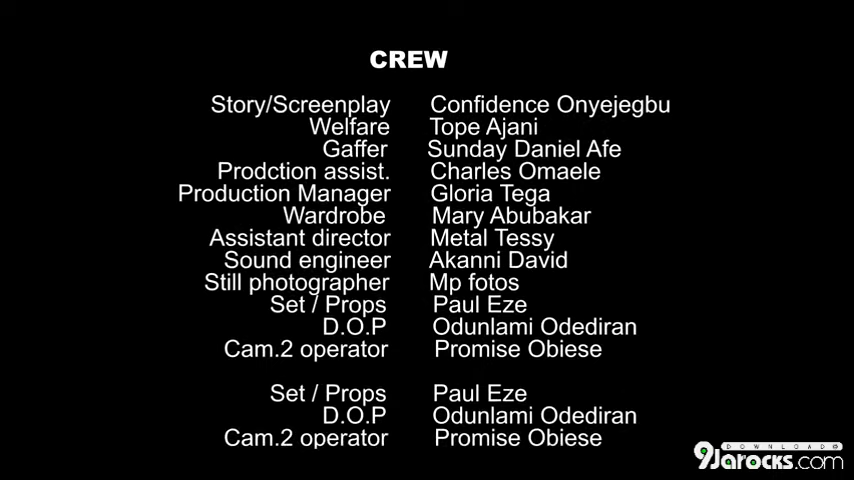 CREW
Story/Screenplay Confidence Onyejegbu
Welfare Tope Ajani
Gaffer Sunday Daniel Afe
Prodction assist. Charles Omaele
Production Manager Gloria Tega
Wardrobe Mary Abubakar
Assistant director Metal Tessy
Sound engineer Akanni David
Still photographer Mp fotos
Set / Props Paul Eze
D.O.P Odunlami Odediran
Cam.2 operator Promise Obiese
Set / Props Paul Eze
D.O.P Odunlami Odediran
Cam.2 operator Promise Obiese
DOWNLOAD@
9Jarocks.com